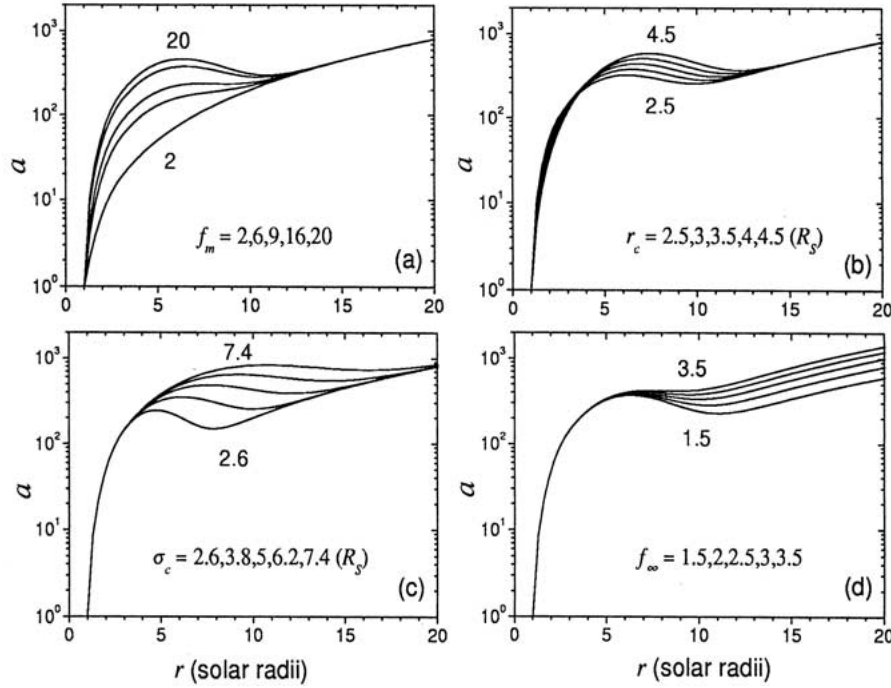 10³
10²
10¹
10⁰
a
20
2
f_m = 2,6,9,16,20
(a)
0 5 10 15 20
10³
10²
10¹
10⁰
a
4.5
2.5
r_c = 2.5,3,3.5,4,4.5 (R_S)
(b)
0 5 10 15 20
10³
10²
10¹
10⁰
a
7.4
2.6
σ_c = 2.6,3.8,5,6.2,7.4 (R_S)
(c)
0 5 10 15 20
r (solar radii)
10³
10²
10¹
10⁰
a
3.5
1.5
f_∞ = 1.5,2,2.5,3,3.5
(d)
0 5 10 15 20
r (solar radii)